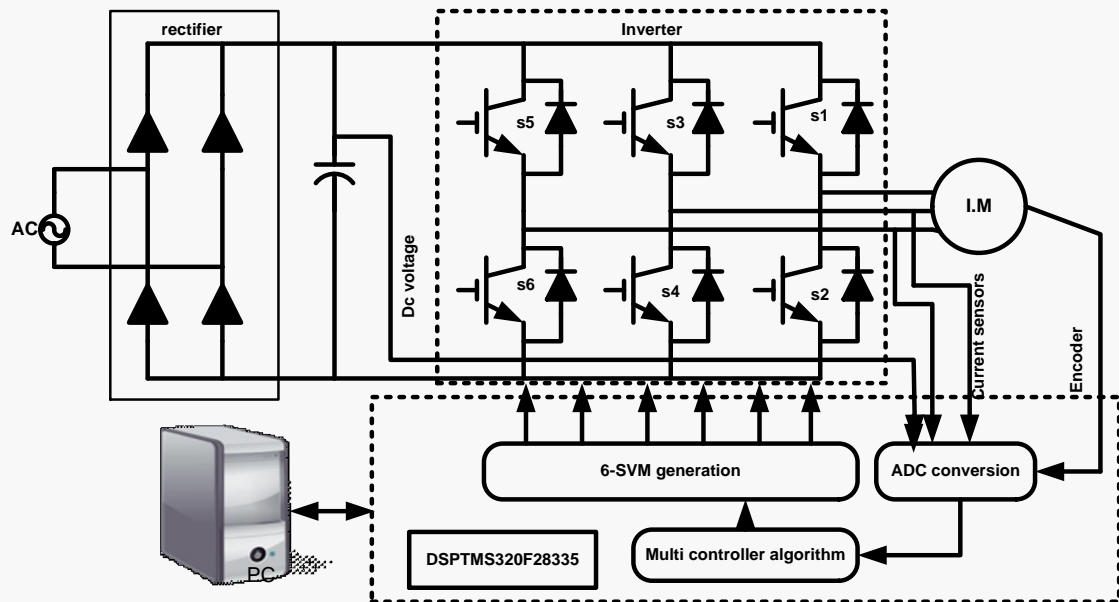 rectifier
Inverter
s5
s3
s1
AC
I.M
Dc voltage
s6
s4
s2
Current sensors
Encoder
6-SVM generation
ADC conversion
DSPTMS320F28335
Multi controller algorithm
PC